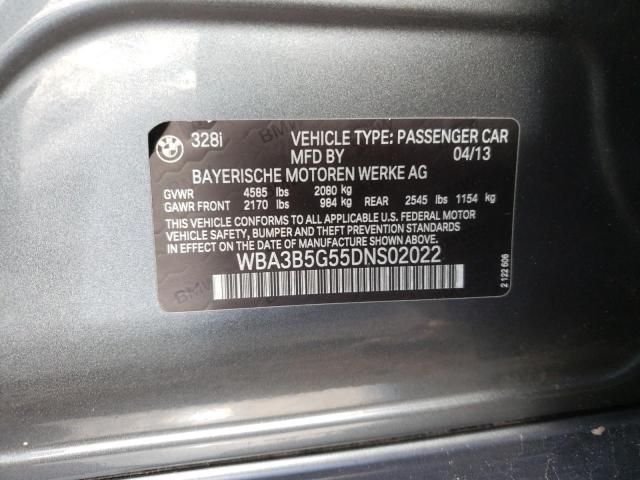 BMW
328i
VEHICLE TYPE: PASSENGER CAR
MFD BY 04/13
BAYERISCHE MOTOREN WERKE AG
GVWR 4585 lbs 2080 kg
GAWR FRONT 2170 lbs 984 kg REAR 2545 lbs 1154 kg
THIS VEHICLE CONFORMS TO ALL APPLICABLE U.S. FEDERAL MOTOR
VEHICLE SAFETY, BUMPER AND THEFT PREVENTION STANDARDS
IN EFFECT ON THE DATE OF MANUFACTURE SHOWN ABOVE.
WBA3B5G55DNS02022
2 122 606